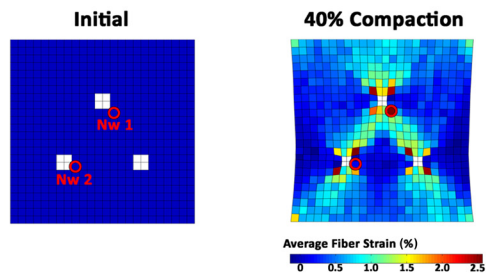 Initial
40% Compaction
Nw 1
Nw 2
Average Fiber Strain (%)
0 0.5 1.0 1.5 2.0 2.5